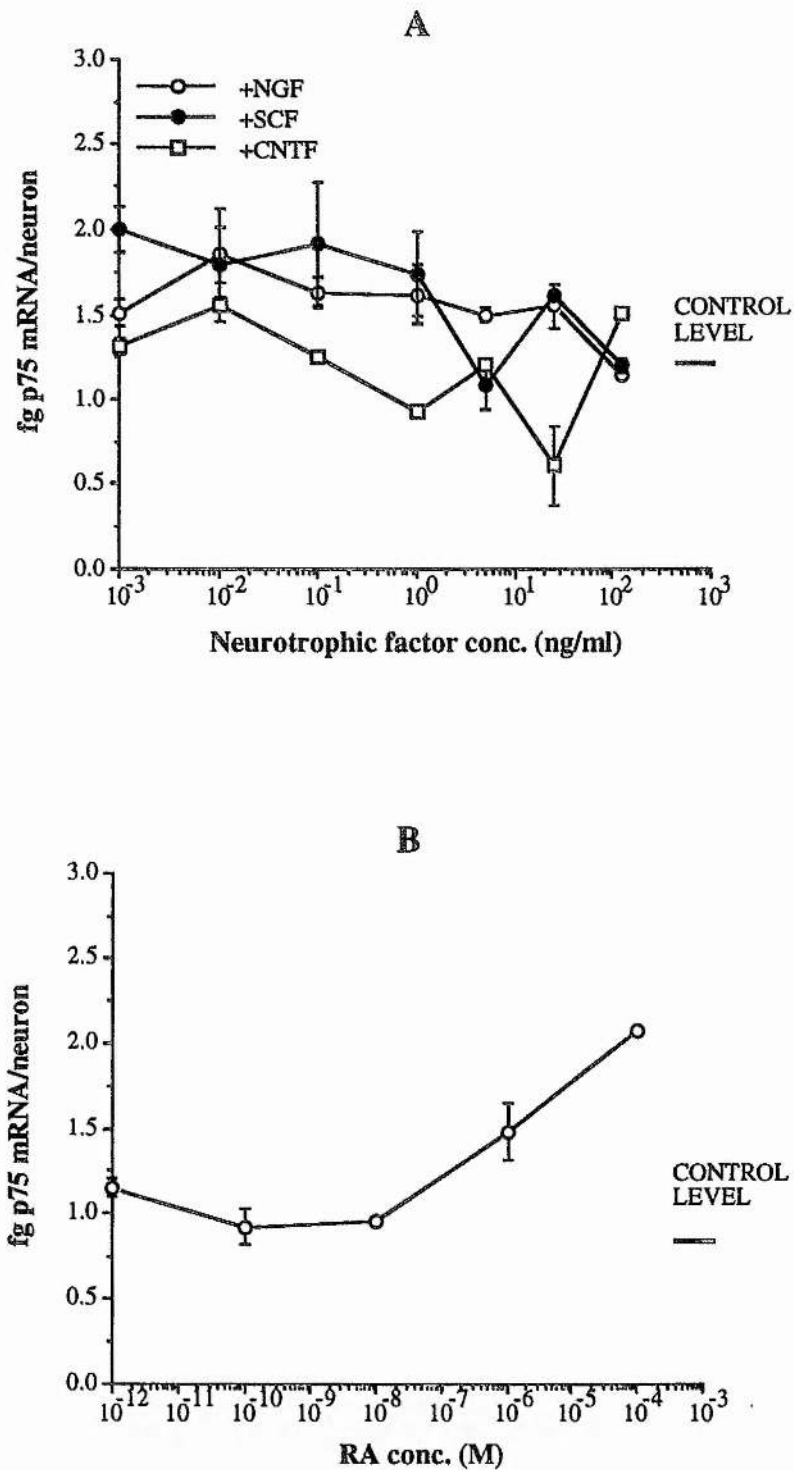 A
3.0
2.5
2.0
1.5
1.0
0.5
0.0
fg p75 mRNA/neuron
+NGF
+SCF
+CNTF
CONTROL
LEVEL
10⁻³ 10⁻² 10⁻¹ 10⁰ 10¹ 10² 10³
Neurotrophic factor conc. (ng/ml)
B
3.0
2.5
2.0
1.5
1.0
0.5
0.0
fg p75 mRNA/neuron
CONTROL
LEVEL
10⁻¹² 10⁻¹¹ 10⁻¹⁰ 10⁻⁹ 10⁻⁸ 10⁻⁷ 10⁻⁶ 10⁻⁵ 10⁻⁴ 10⁻³
RA conc. (M)